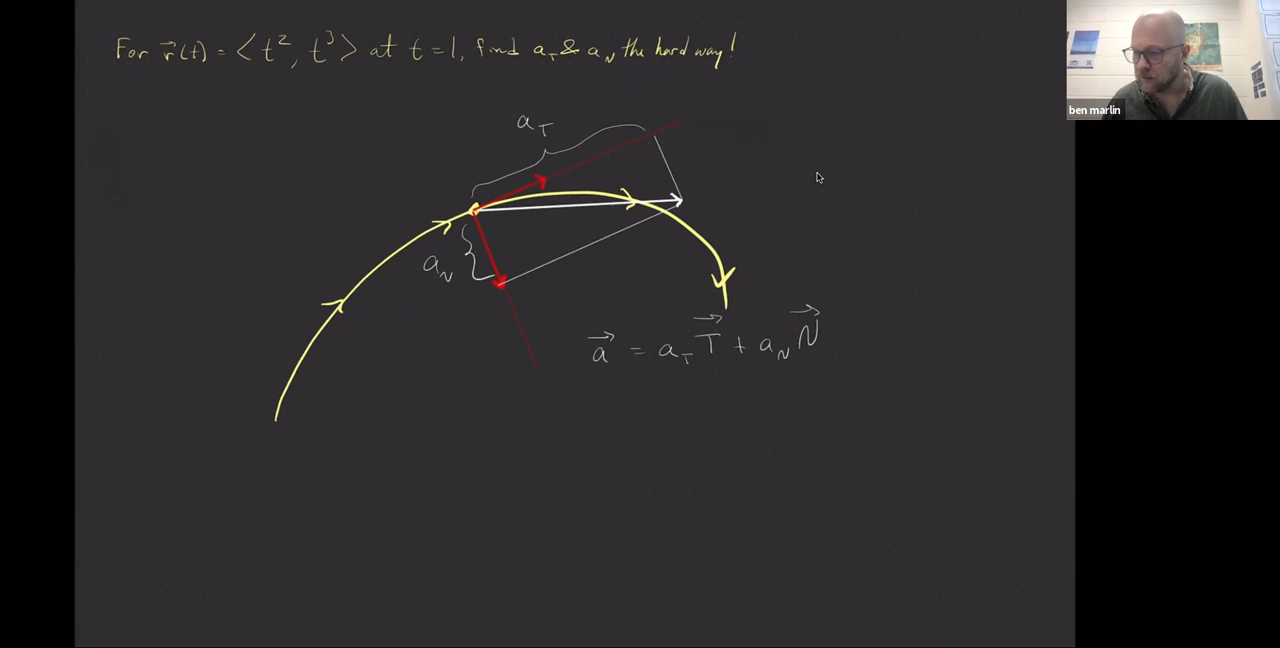 For r⃗(t) = ⟨t², t³⟩ at t=1, find a_T & a_N the hard way!
ben marlin
a_T
a_N
a⃗ = a_T T⃗ + a_N N⃗